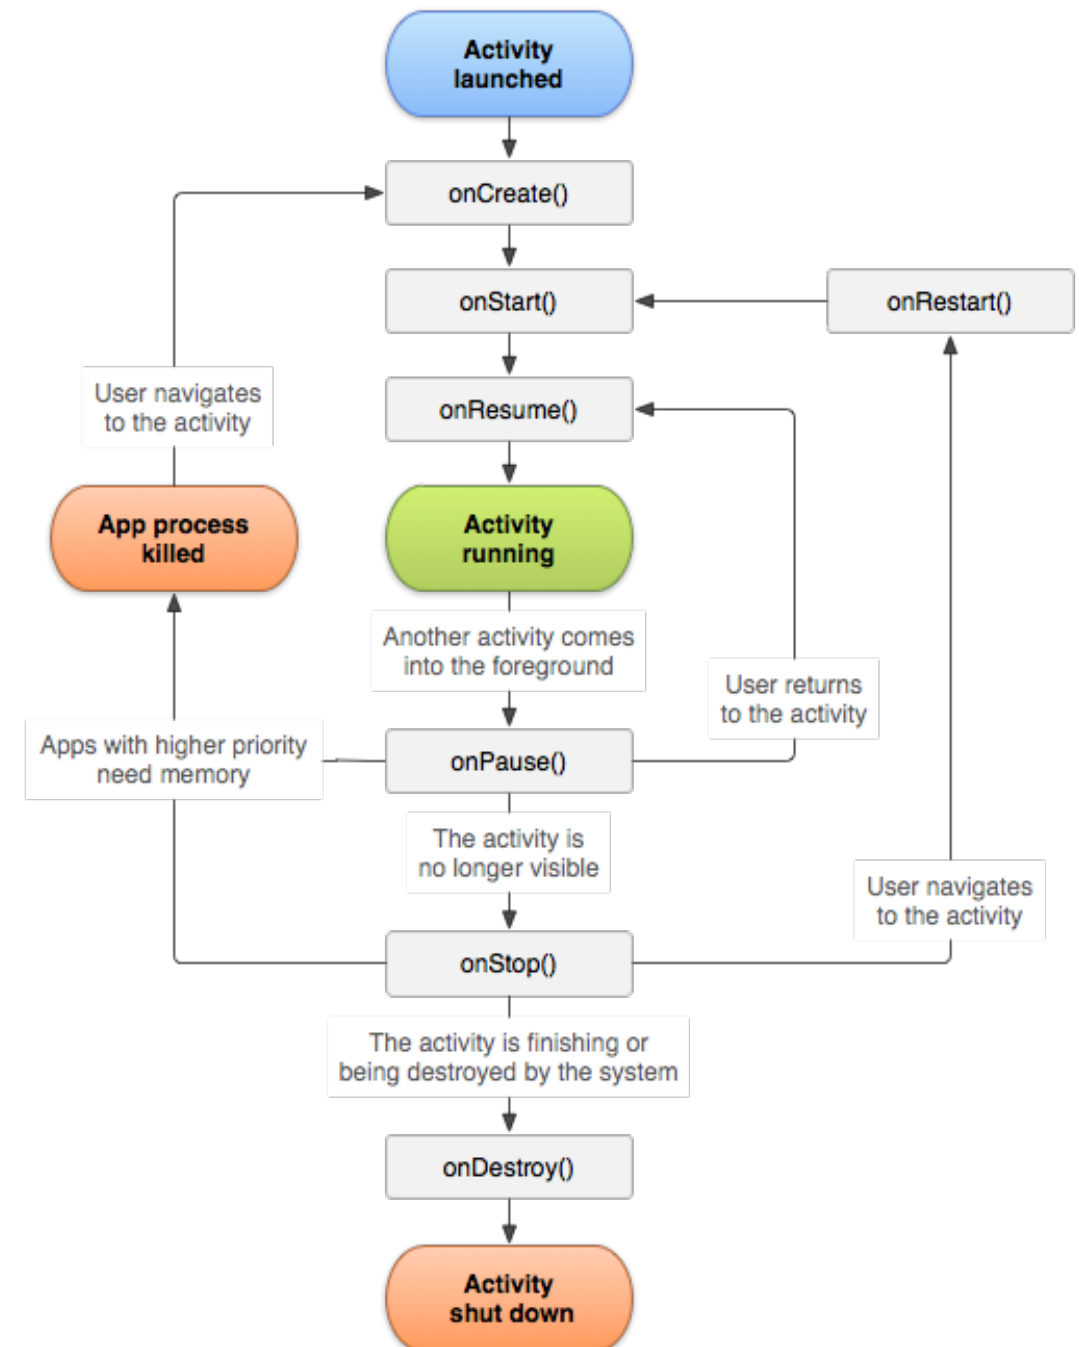 Activity
launched
onCreate()
onStart()
onRestart()
User navigates
to the activity
onResume()
App process
killed
Activity
running
Another activity comes
into the foreground
User returns
to the activity
Apps with higher priority
need memory
onPause()
The activity is
no longer visible
User navigates
to the activity
onStop()
The activity is finishing or
being destroyed by the system
onDestroy()
Activity
shut down